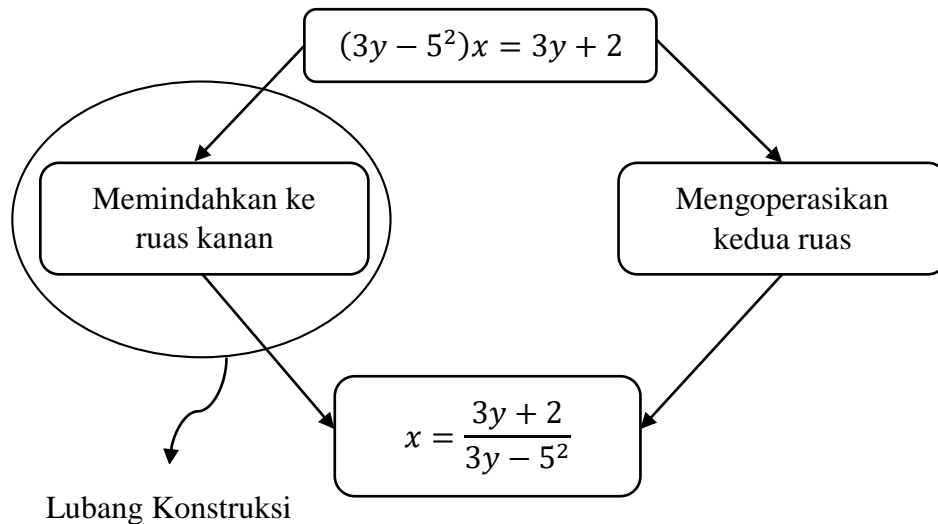 (3𝑦 − 5²)𝑥 = 3𝑦 + 2
Memindahkan ke
ruas kanan
Mengoperasikan
kedua ruas
𝑥 = (3𝑦 + 2)/(3𝑦 − 5²)
Lubang Konstruksi